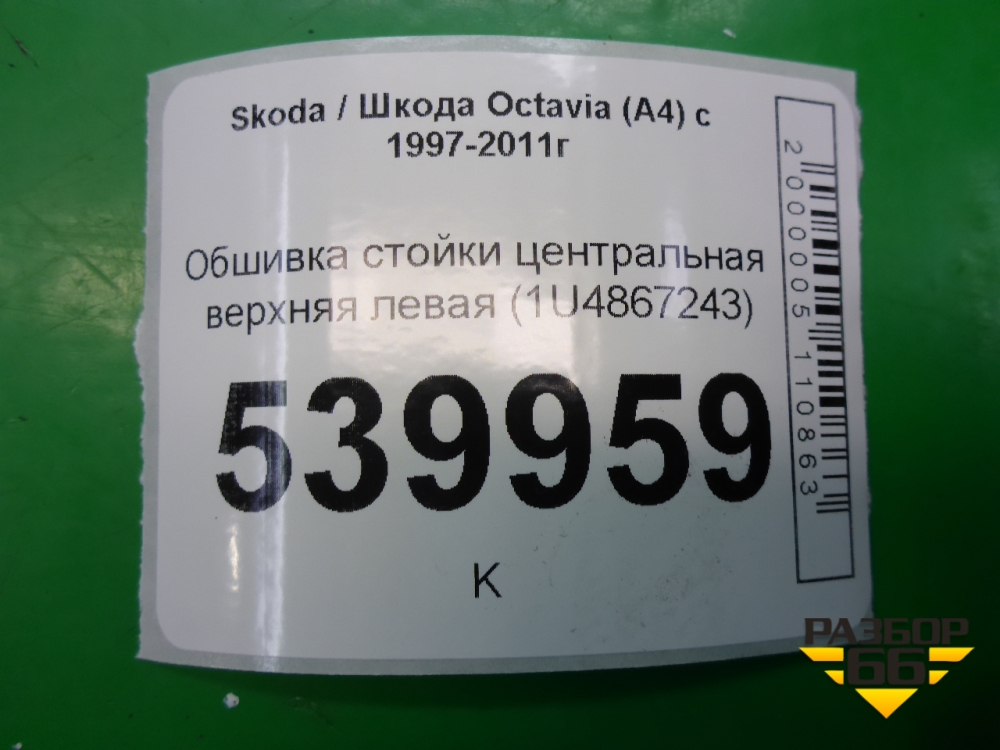 Skoda / Шкода Octavia (A4) с
1997-2011г
Обшивка стойки центральная
верхняя левая (1U4867243)
539959
К
2000005110863
РАЗБОР
66